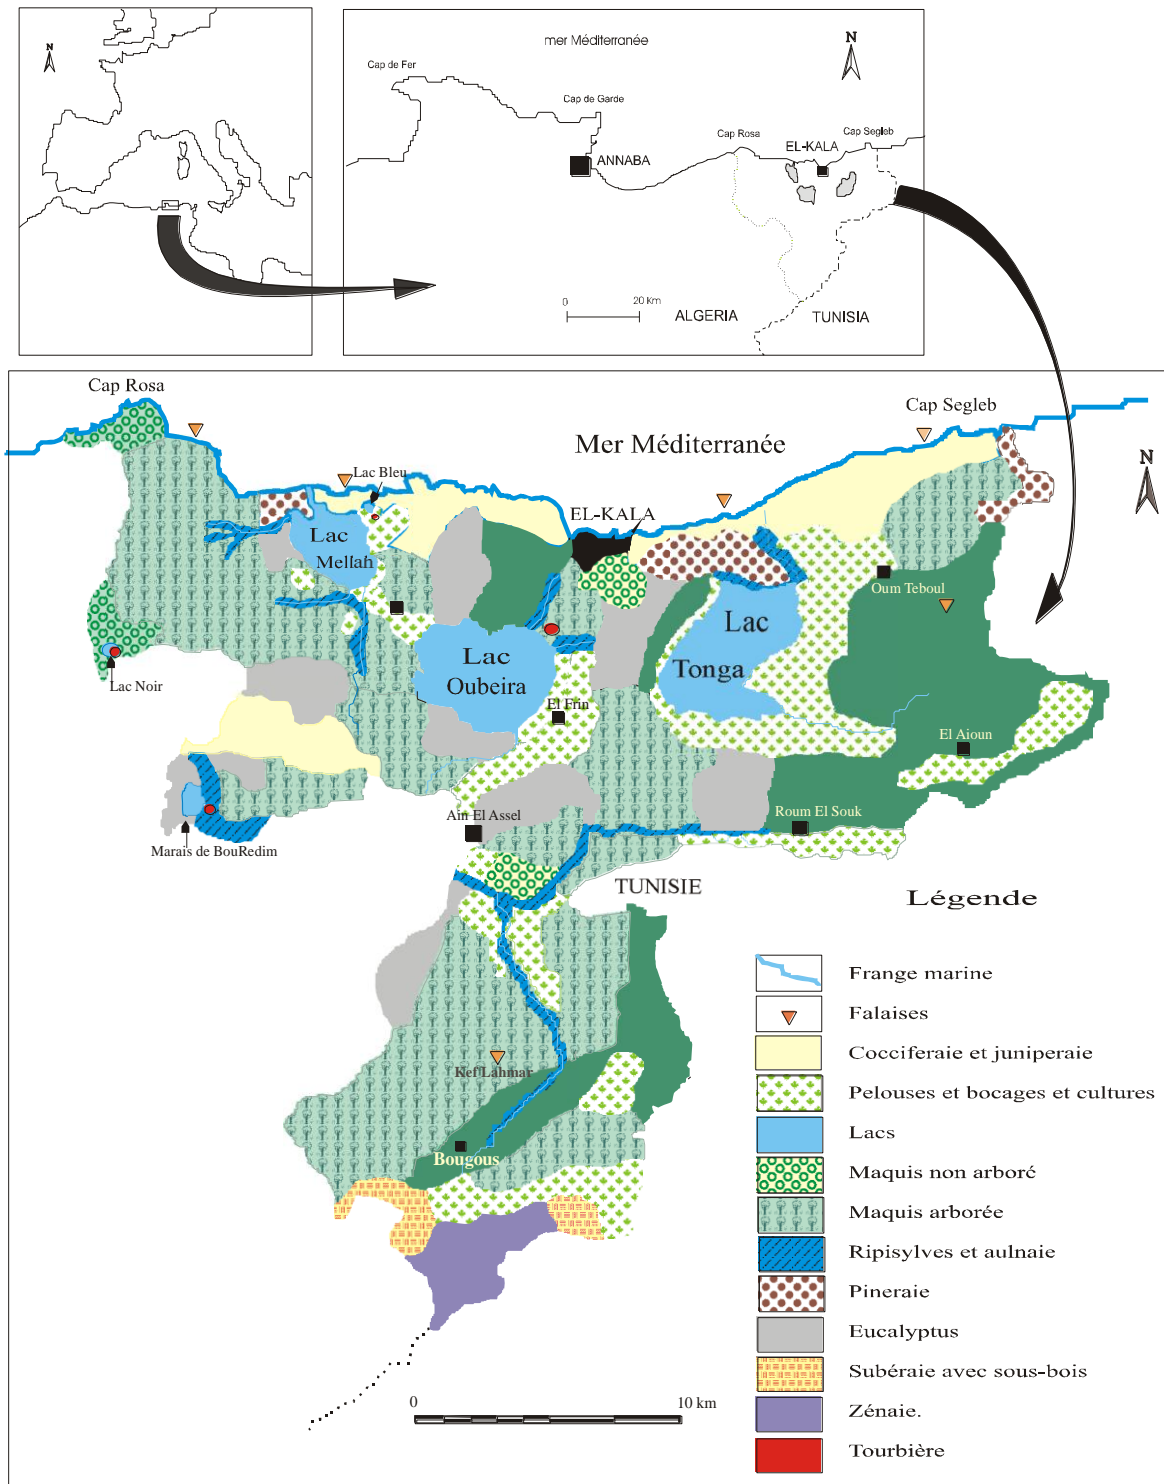 N
mer Méditerranée
N
Cap de Fer
Cap de Garde
Cap Rosa
Cap Segleb
EL-KALA
ANNABA
0
20 Km
ALGERIA
TUNISIA
Cap Rosa
Cap Segleb
Mer Méditerranée
N
Lac Bleu
EL-KALA
Lac
Mellah
Oum Teboul
Lac
Tonga
Lac
Oubeira
Lac Noir
El Frin
El Aioun
Ain El Assel
Roum El Souk
Marais de BouRedim
TUNISIE
Légende
Frange marine
Falaises
Cocciferaie et juniperaie
Pelouses et bocages et cultures
Lacs
Maquis non arboré
Maquis arborée
Ripisylves et aulnaie
Pineraie
Eucalyptus
Subéraie avec sous-bois
Zénaie.
Tourbière
Kef Lahmar
Bougous
0
10 km